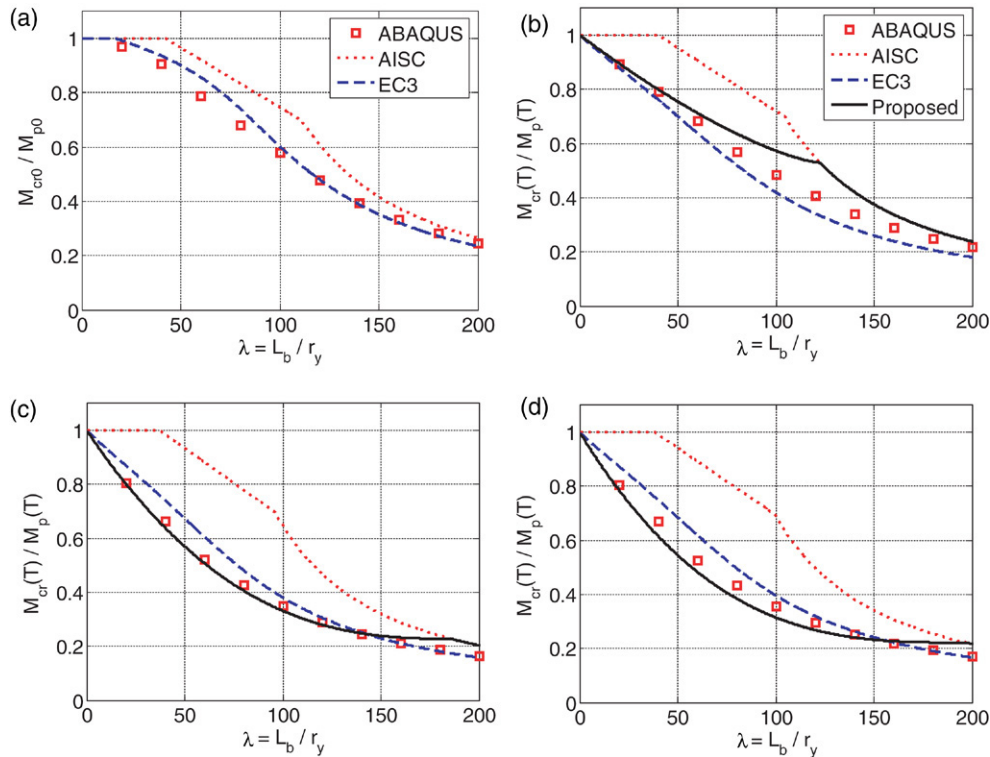 (a)
1
0.8
0.6
0.4
0.2
0
M_cr0 / M_p0
ABAQUS
AISC
EC3
0 50 100 150 200
λ = L_b / r_y
(b)
1
0.8
0.6
0.4
0.2
0
M_cr(T) / M_p(T)
ABAQUS
AISC
EC3
Proposed
0 50 100 150 200
λ = L_b / r_y
(c)
1
0.8
0.6
0.4
0.2
0
M_cr(T) / M_p(T)
0 50 100 150 200
λ = L_b / r_y
(d)
1
0.8
0.6
0.4
0.2
0
M_cr(T) / M_p(T)
0 50 100 150 200
λ = L_b / r_y